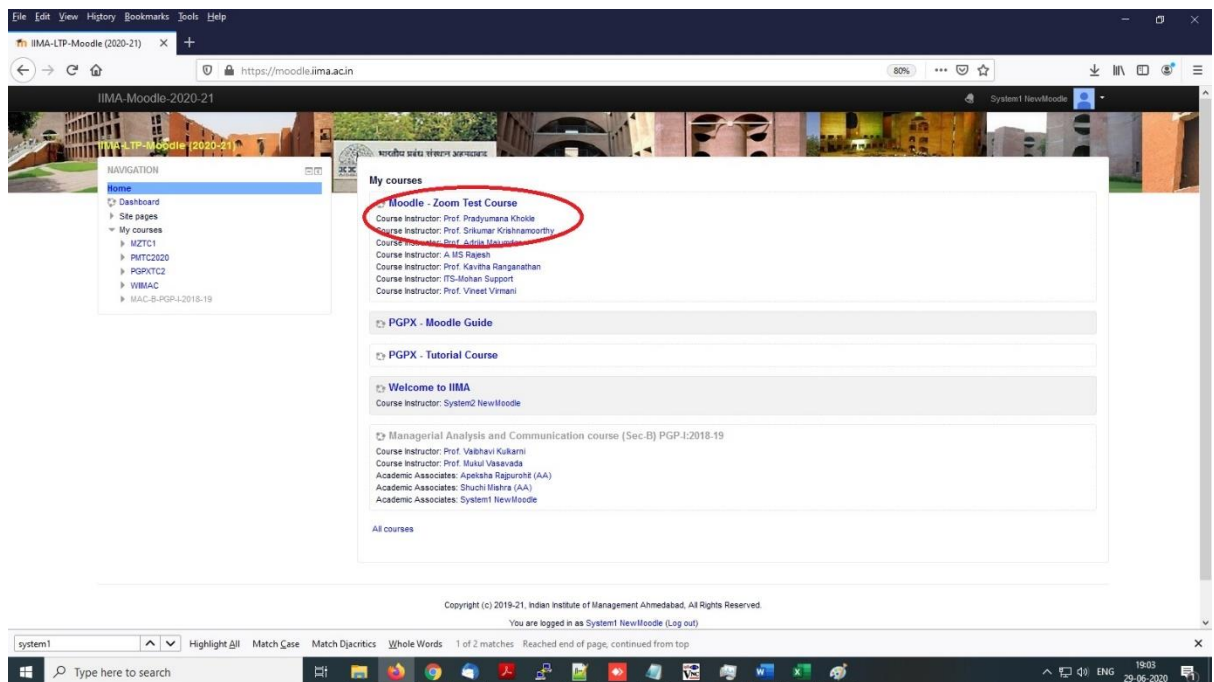 File Edit View History Bookmarks Tools Help
IIMA-LTP-Moodle (2020-21)
https://moodle.iima.ac.in
80%
IIMA-Moodle-2020-21
System1 NewMoodle
IIMA-LTP-Moodle (2020-21)
भारतीय प्रबंध संस्थान अहमदाबाद
NAVIGATION
Home
Dashboard
Site pages
My courses
MZTC1
PMTC2020
PGPXTC2
WIMAC
MAC-B-PGP-I-2018-19
My courses
Moodle - Zoom Test Course
Course Instructor: Prof. Pradyumana Khokle
Course Instructor: Prof. Srikumar Krishnamoorthy
Course Instructor: Prof. Adrija Majumdar
Course Instructor: A MS Rajesh
Course Instructor: Prof. Kavitha Ranganathan
Course Instructor: ITS-Mohan Support
Course Instructor: Prof. Vineet Virmani
PGPX - Moodle Guide
PGPX - Tutorial Course
Welcome to IIMA
Course Instructor: System2 NewMoodle
Managerial Analysis and Communication course (Sec-B) PGP-I:2018-19
Course Instructor: Prof. Vaibhavi Kulkarni
Course Instructor: Prof. Mukul Vasavada
Academic Associates: Apeksha Rajpurohit (AA)
Academic Associates: Shuchi Mishra (AA)
Academic Associates: System1 NewMoodle
All courses
Copyright (c) 2019-21, Indian Institute of Management Ahmedabad, All Rights Reserved.
You are logged in as System1 NewMoodle (Log out)
system1 Highlight All Match Case Match Diacritics Whole Words 1 of 2 matches Reached end of page, continued from top
Type here to search
ENG
19:03
29-06-2020